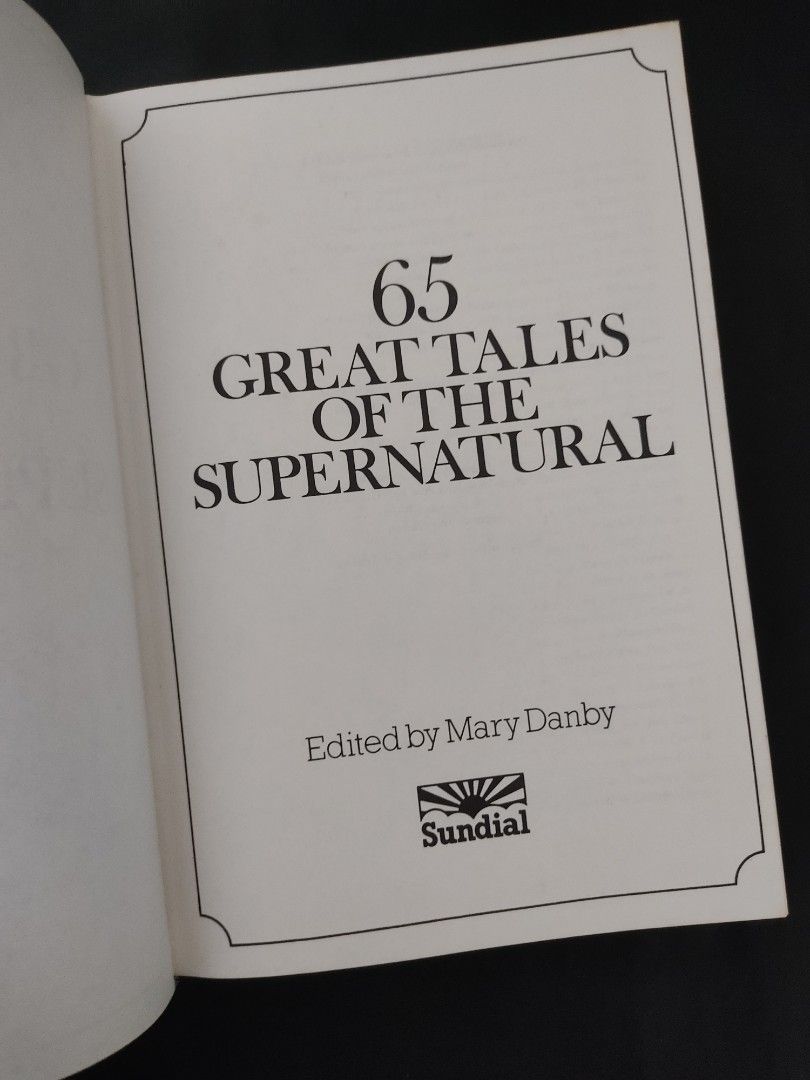 65
GREAT TALES
OF THE
SUPERNATURAL
Edited by Mary Danby
Sundial